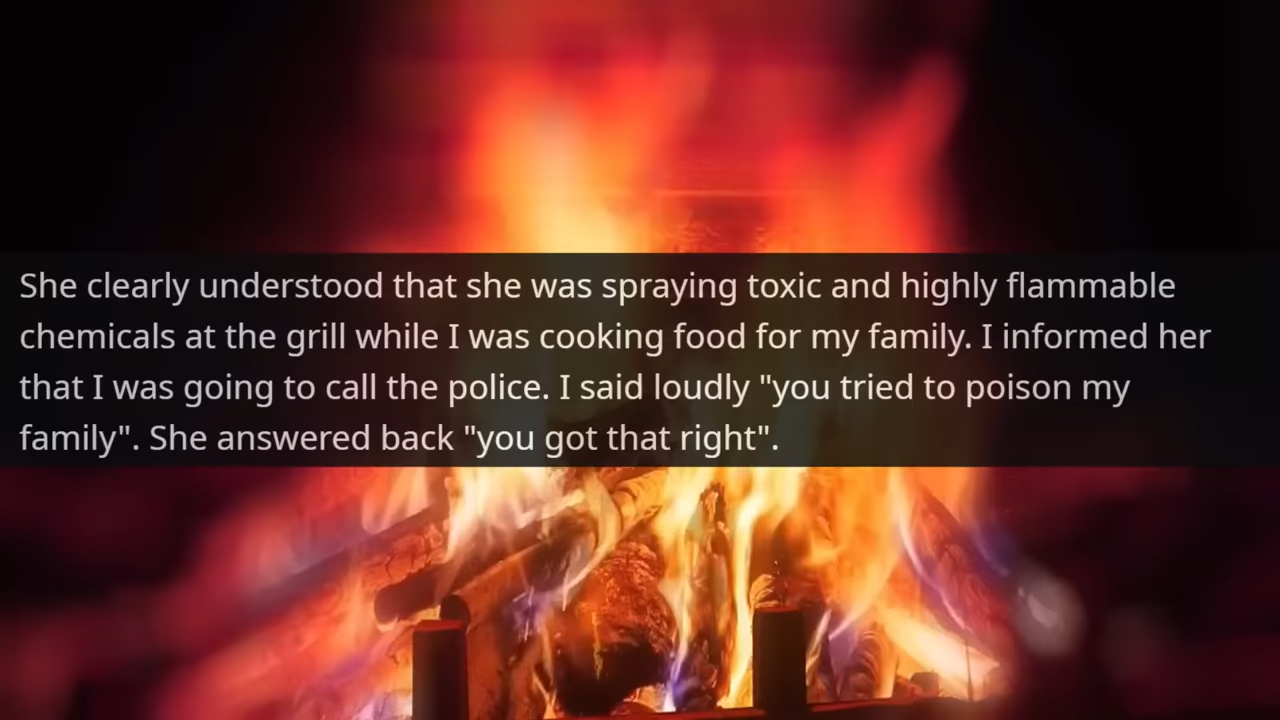 She clearly understood that she was spraying toxic and highly flammable
chemicals at the grill while I was cooking food for my family. I informed her
that I was going to call the police. I said loudly "you tried to poison my
family". She answered back "you got that right".